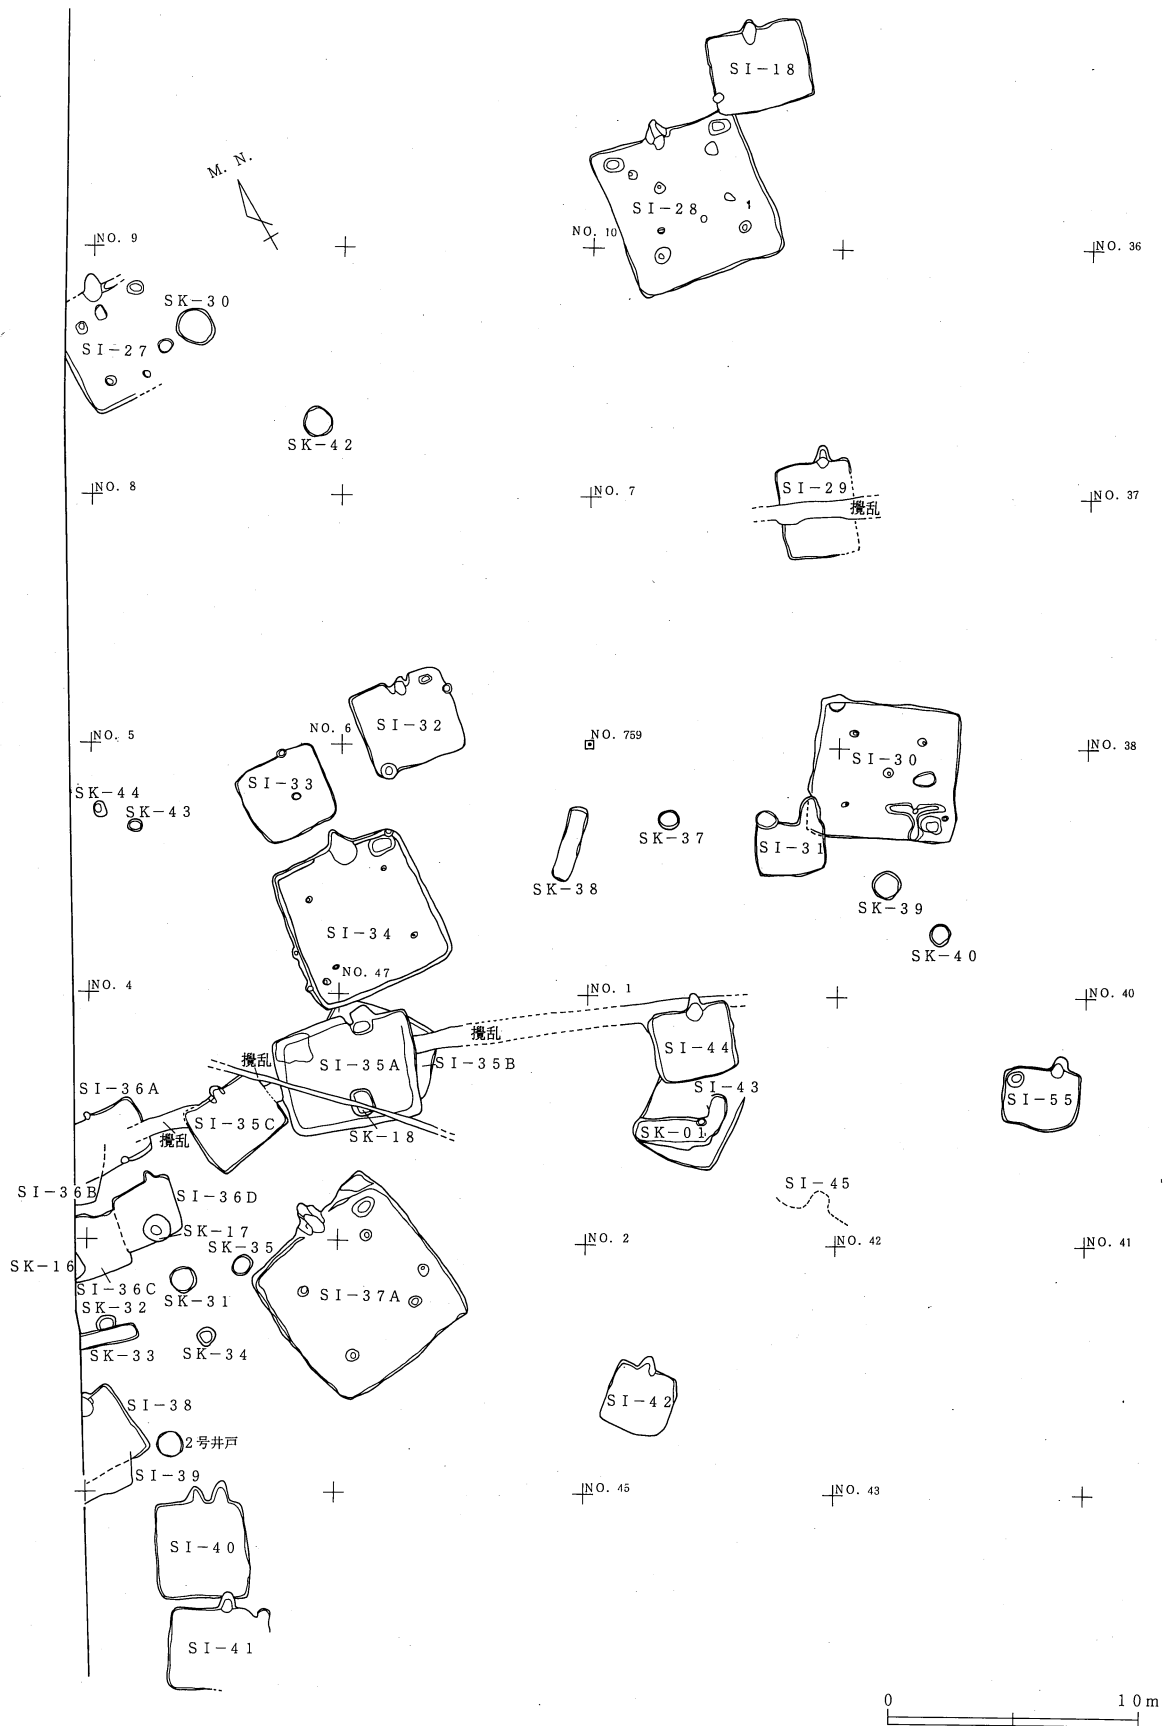 SI-18
M. N.
SI-28
NO. 9
NO. 10
NO. 36
SK-30
SI-27
SK-42
NO. 8
NO. 7
SI-29
NO. 37
攪乱
SI-32
NO. 5
NO. 6
NO. 759
NO. 38
SI-30
SI-33
SK-44
SK-43
SK-37
SI-31
SK-38
SK-39
SI-34
SK-40
NO. 47
NO. 4
NO. 1
NO. 40
攪乱
SI-44
攪乱
SI-35A
SI-35B
SI-36A
SI-43
SI-55
SI-35C
SK-18
SK-01
攪乱
SI-45
SI-36B
SI-36D
SK-17
SK-35
NO. 2
NO. 42
NO. 41
SK-16
SI-36C
SK-31
SI-37A
SK-32
SK-33
SK-34
SI-38
SI-42
2号井戸
SI-39
NO. 45
NO. 43
SI-40
SI-41
0
10m